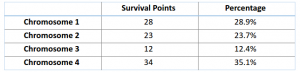 Survival Points Percentage
Chromosome 1 28 28.9%
Chromosome 2 23 23.7%
Chromosome 3 12 12.4%
Chromosome 4 34 35.1%